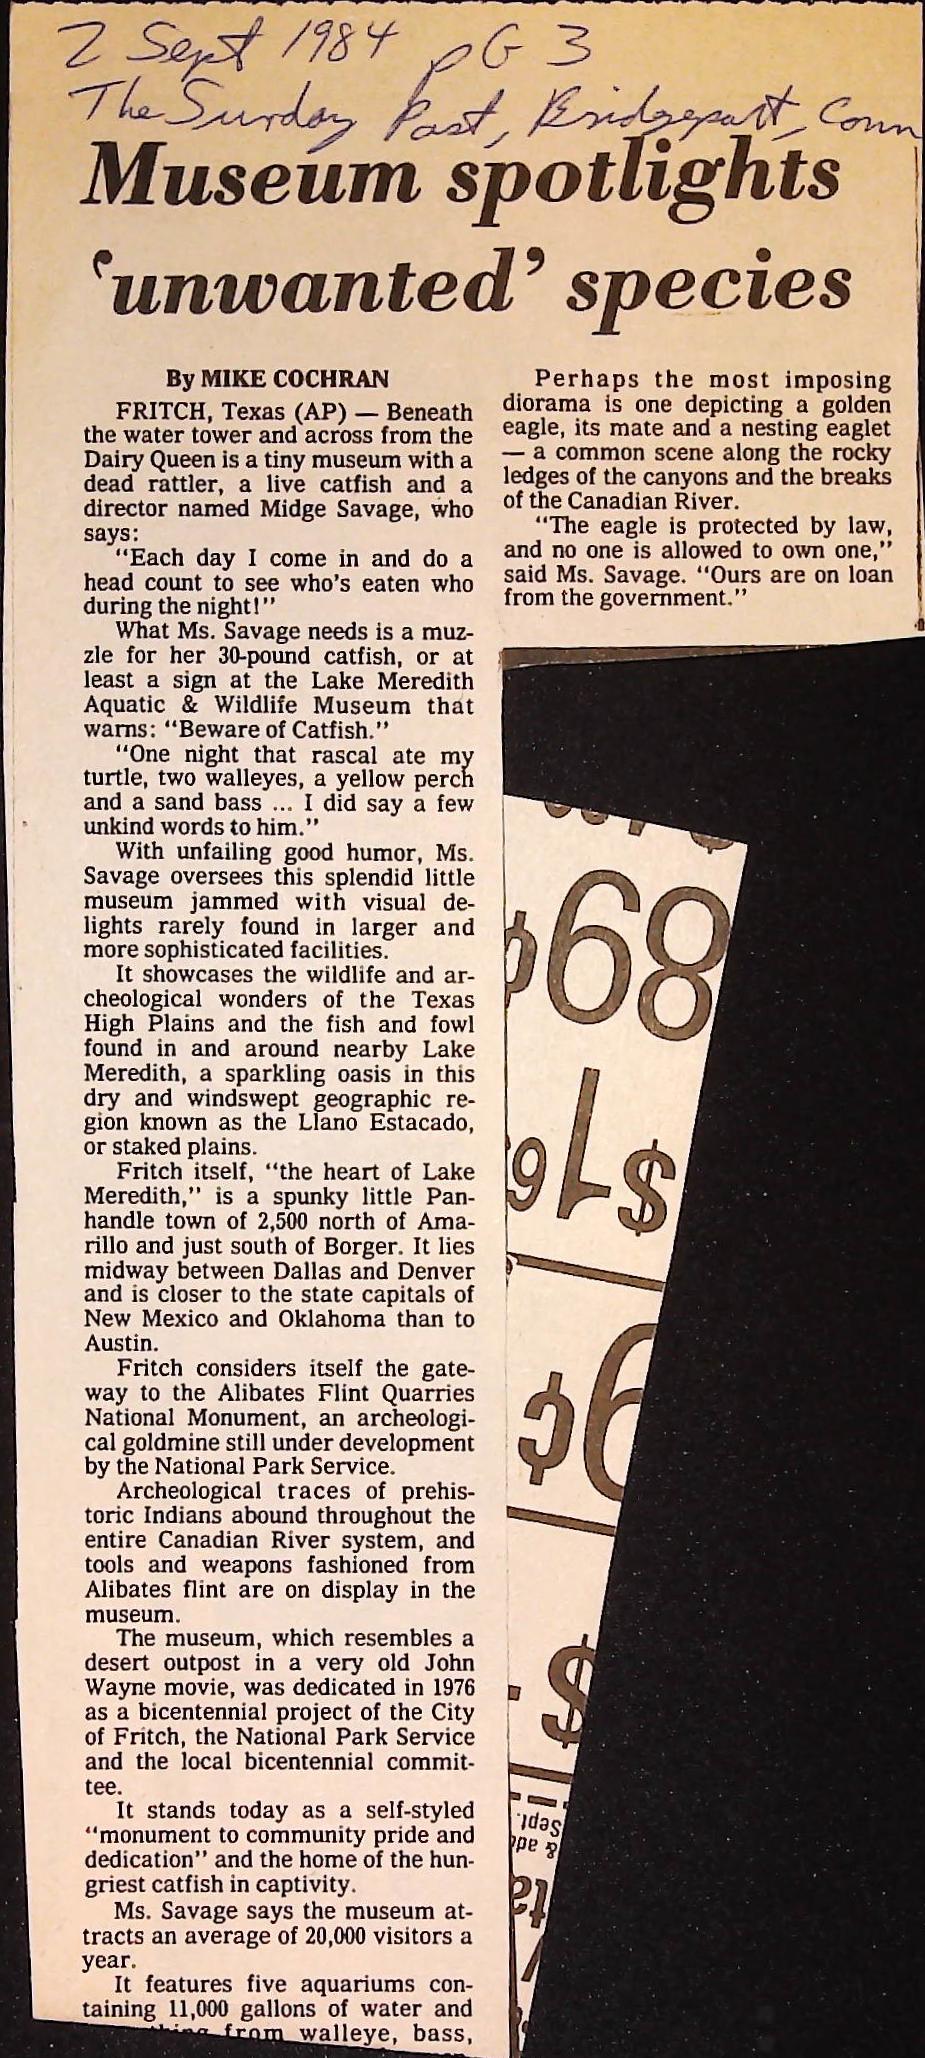 2 Sept 1984 pG 3
The Sunday Post, Bridgeport, Conn
Museum spotlights
'unwanted' species
By MIKE COCHRAN
FRITCH, Texas (AP) — Beneath
the water tower and across from the
Dairy Queen is a tiny museum with a
dead rattler, a live catfish and a
director named Midge Savage, who
says:
"Each day I come in and do a
head count to see who's eaten who
during the night!"
What Ms. Savage needs is a muz-
zle for her 30-pound catfish, or at
least a sign at the Lake Meredith
Aquatic & Wildlife Museum that
warns: "Beware of Catfish."
"One night that rascal ate my
turtle, two walleyes, a yellow perch
and a sand bass ... I did say a few
unkind words to him."
With unfailing good humor, Ms.
Savage oversees this splendid little
museum jammed with visual de-
lights rarely found in larger and
more sophisticated facilities.
It showcases the wildlife and ar-
cheological wonders of the Texas
High Plains and the fish and fowl
found in and around nearby Lake
Meredith, a sparkling oasis in this
dry and windswept geographic re-
gion known as the Llano Estacado,
or staked plains.
Fritch itself, "the heart of Lake
Meredith," is a spunky little Pan-
handle town of 2,500 north of Ama-
rillo and just south of Borger. It lies
midway between Dallas and Denver
and is closer to the state capitals of
New Mexico and Oklahoma than to
Austin.
Fritch considers itself the gate-
way to the Alibates Flint Quarries
National Monument, an archeologi-
cal goldmine still under development
by the National Park Service.
Archeological traces of prehis-
toric Indians abound throughout the
entire Canadian River system, and
tools and weapons fashioned from
Alibates flint are on display in the
museum.
The museum, which resembles a
desert outpost in a very old John
Wayne movie, was dedicated in 1976
as a bicentennial project of the City
of Fritch, the National Park Service
and the local bicentennial commit-
tee.
It stands today as a self-styled
"monument to community pride and
dedication" and the home of the hun-
griest catfish in captivity.
Ms. Savage says the museum at-
tracts an average of 20,000 visitors a
year.
It features five aquariums con-
taining 11,000 gallons of water and
from walleye, bass,
Perhaps the most imposing
diorama is one depicting a golden
eagle, its mate and a nesting eaglet
— a common scene along the rocky
ledges of the canyons and the breaks
of the Canadian River.
"The eagle is protected by law,
and no one is allowed to own one,"
said Ms. Savage. "Ours are on loan
from the government."
89¢
$1
$
Sept.